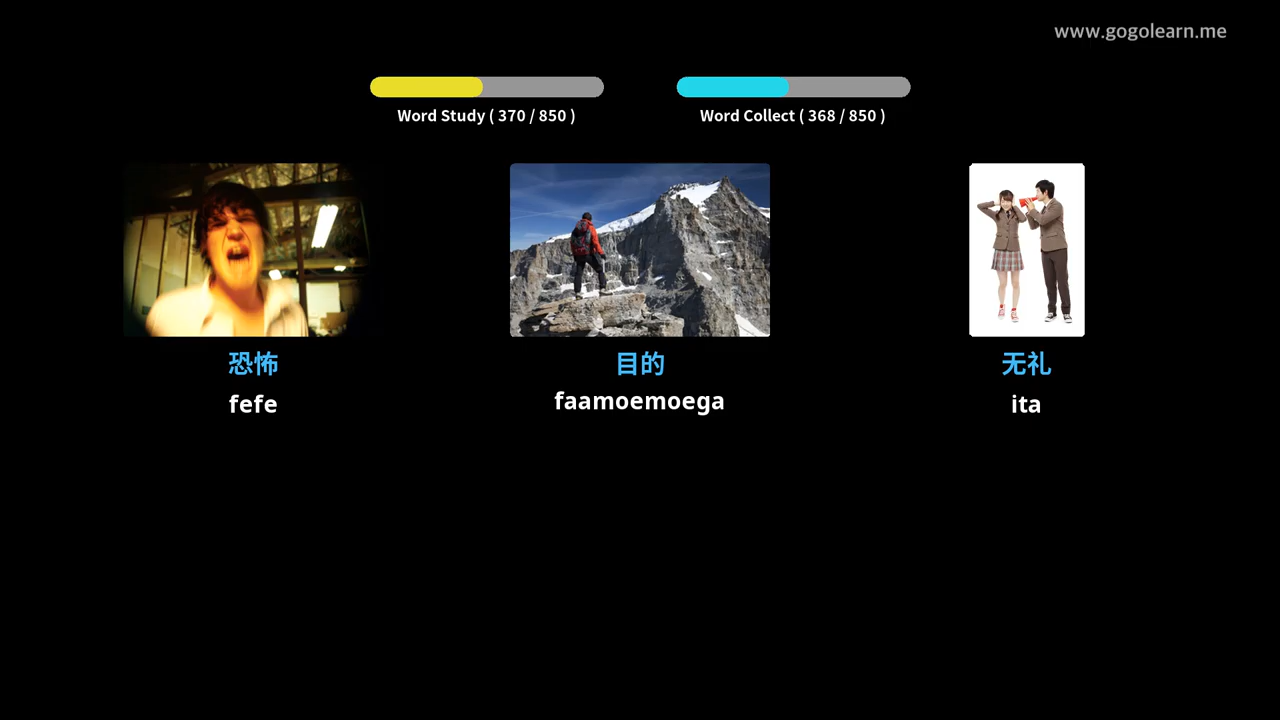 www.gogolearn.me
Word Study ( 370 / 850 )
Word Collect ( 368 / 850 )
恐怖
目的
无礼
fefe
faamoemoega
ita